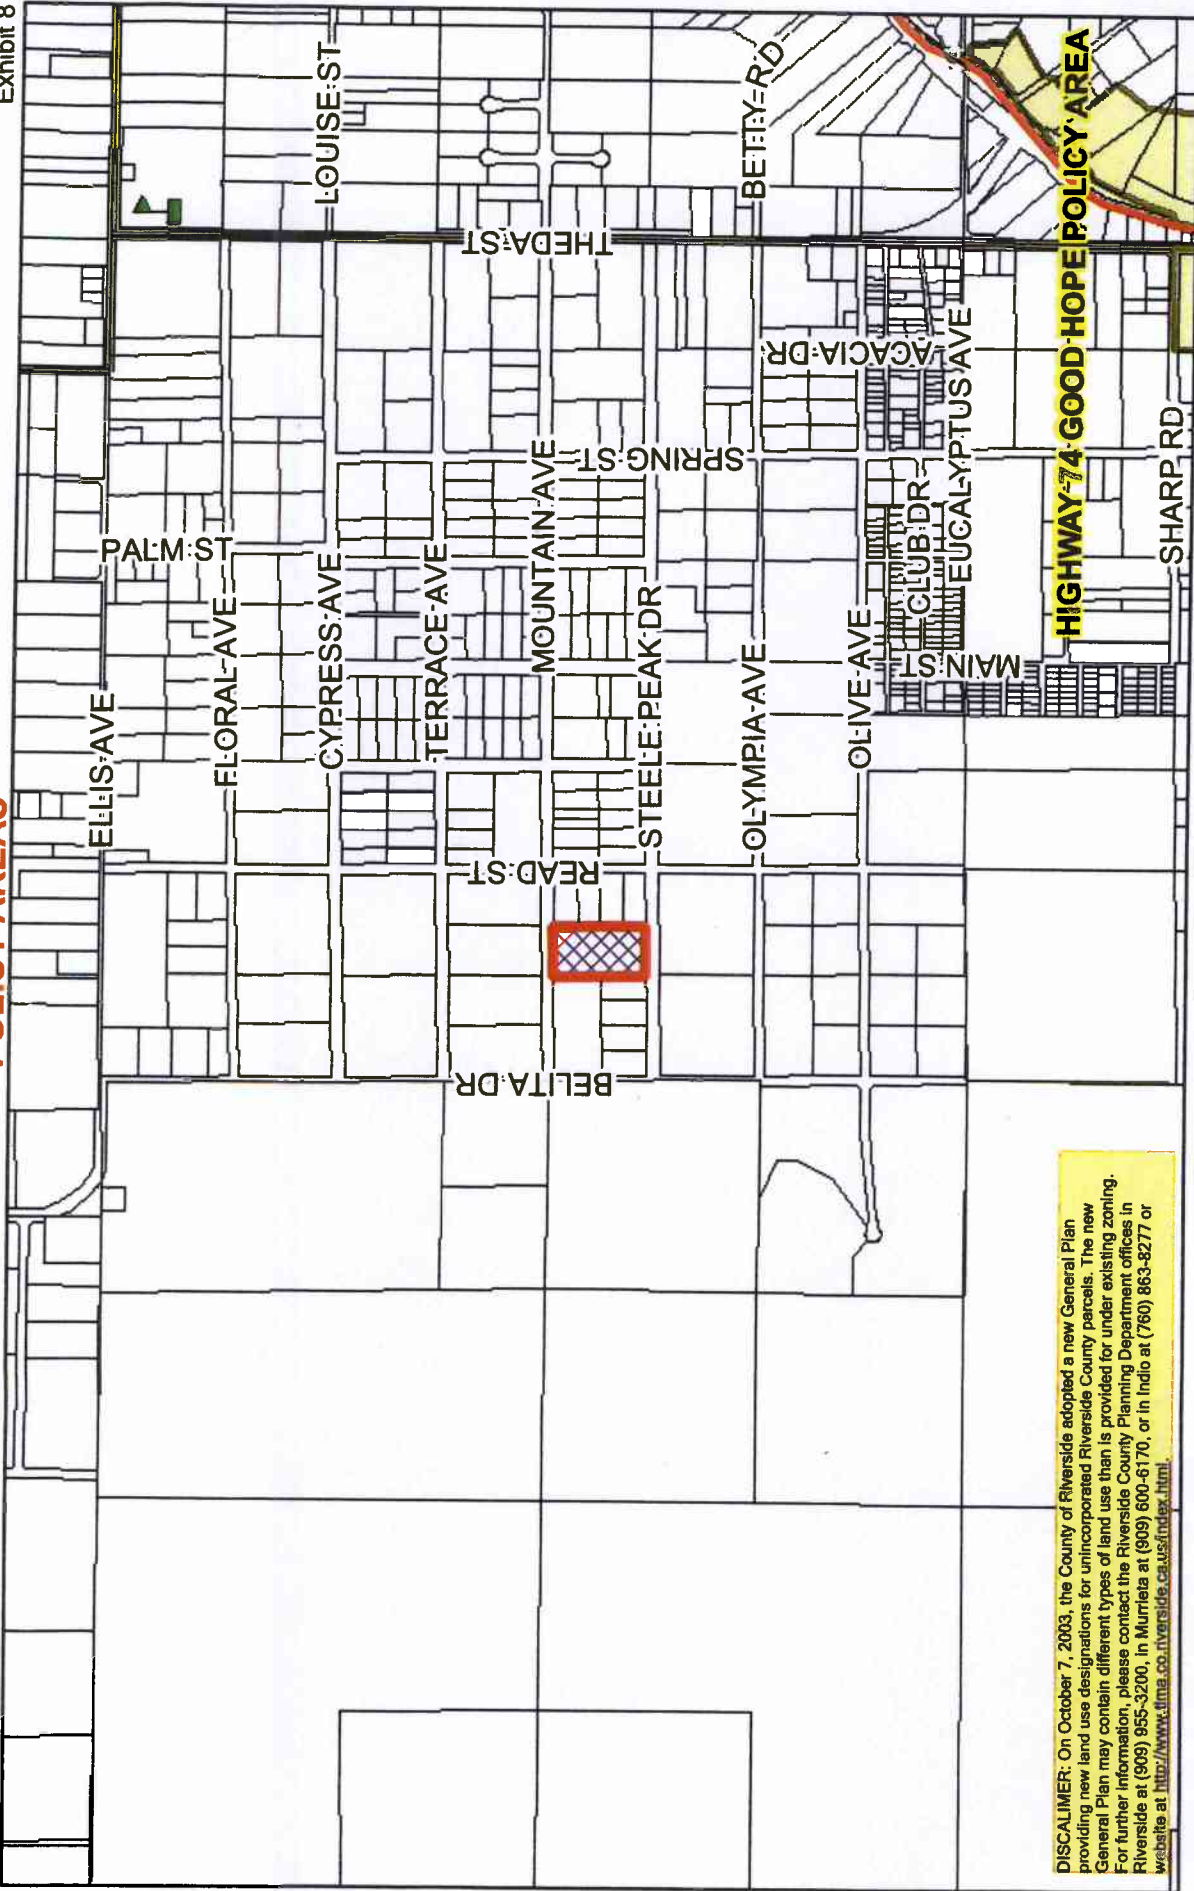 Exhibit 8
POLICY AREAS
ELLIS AVE
PALM ST
FLORAL AVE
LOUISE ST
CYPRESS AVE
TERRACE AVE
THEDA ST
MOUNTAIN AVE
SPRING ST
READ ST
BELITA DR
STEELE PEAK DR
BETTY RD
OLYMPIA AVE
ACACIA DR
OLIVE AVE
CLUB DR
EUCALYPTUS AVE
MAIN ST
HIGHWAY 74 GOOD HOPE POLICY AREA
SHARP RD
DISCALIMER: On October 7, 2003, the County of Riverside adopted a new General Plan
providing new land use designations for unincorporated Riverside County parcels. The new
General Plan may contain different types of land use than is provided for under existing zoning.
For further information, please contact the Riverside County Planning Department offices in
Riverside at (909) 955-3200, in Murrieta at (909) 600-6170, or in Indio at (760) 863-8277 or
website at http://www.tlma.co.riverside.ca.us/index.html.